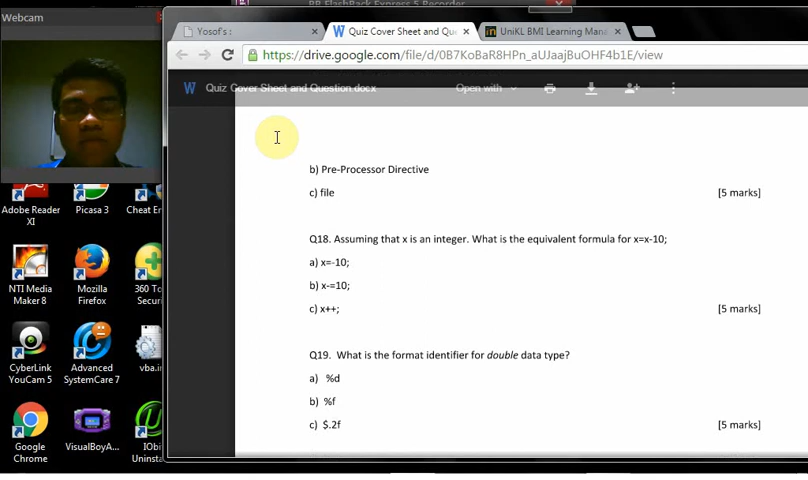 BB FlashBack Express 5 Recorder
Webcam
Yosof's :
Quiz Cover Sheet and Que
UniKL BMI Learning Mana
https://drive.google.com/file/d/0B7KoBaR8HPn_aUJaajBuOHF4b1E/view
Quiz Cover Sheet and Question.docx
Open with
b) Pre-Processor Directive
c) file [5 marks]
Q18. Assuming that x is an integer. What is the equivalent formula for x=x-10;
a) x=-10;
b) x-=10;
c) x++; [5 marks]
Q19. What is the format identifier for double data type?
a) %d
b) %f
c) $.2f [5 marks]
Adobe Reader XI
Picasa 3
Cheat En
NTI Media Maker 8
Mozilla Firefox
360 To Securi
CyberLink YouCam 5
Advanced SystemCare 7
vba.in
Google Chrome
VisualBoyA...
IObit Uninsta